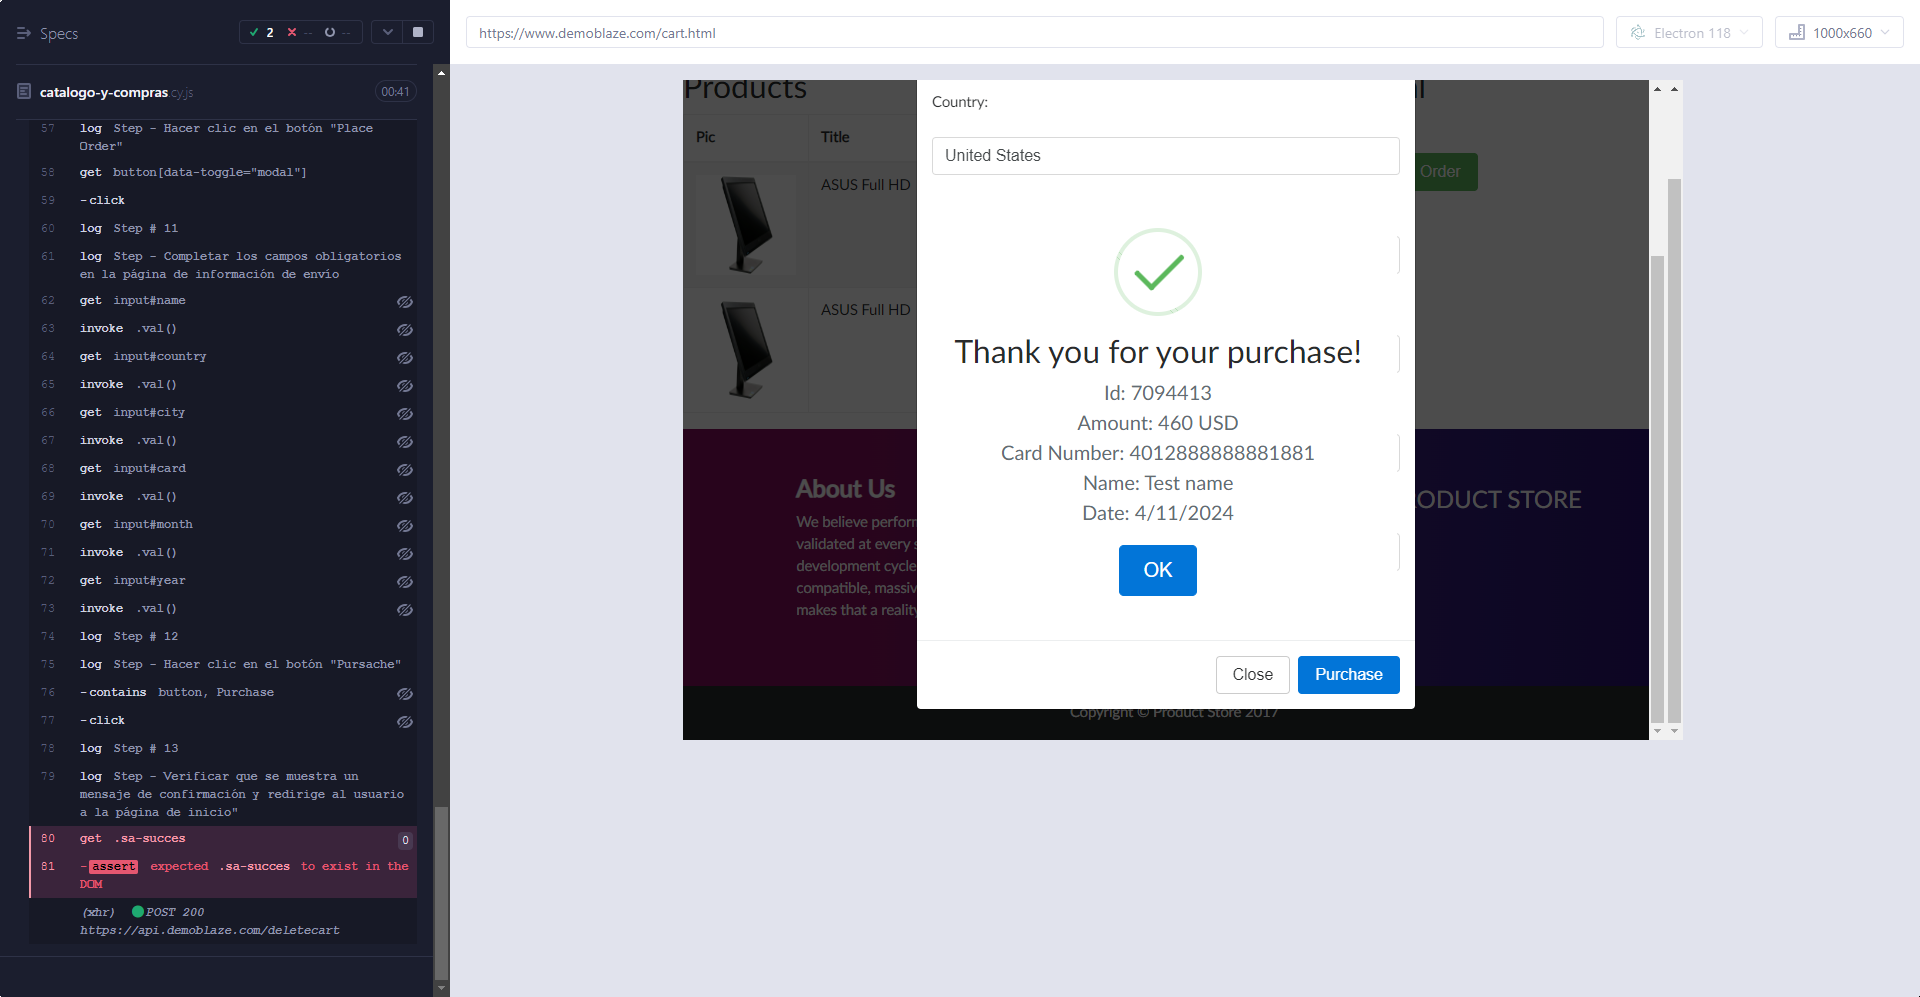 Specs
2
--
--
catalogo-y-compras.cy.js
00:41
57 log Step - Hacer clic en el botón "Place
Order"
58 get button[data-toggle="modal"]
59 -click
60 log Step # 11
61 log Step - Completar los campos obligatorios
en la página de información de envío
62 get input#name
63 invoke .val()
64 get input#country
65 invoke .val()
66 get input#city
67 invoke .val()
68 get input#card
69 invoke .val()
70 get input#month
71 invoke .val()
72 get input#year
73 invoke .val()
74 log Step # 12
75 log Step - Hacer clic en el botón "Pursache"
76 -contains button, Purchase
77 -click
78 log Step # 13
79 log Step - Verificar que se muestra un
mensaje de confirmación y redirige al usuario
a la página de inicio"
80 get .sa-succes 0
81 -assert expected .sa-succes to exist in the
DOM
(xhr) POST 200
https://api.demoblaze.com/deletecart
https://www.demoblaze.com/cart.html
Electron 118
1000x660
Products
Pic Title
ASUS Full HD
ASUS Full HD
Order
Country:
United States
Thank you for your purchase!
Id: 7094413
Amount: 460 USD
Card Number: 4012888888881881
Name: Test name
Date: 4/11/2024
OK
Close
Purchase
About Us
We believe perform
validated at every s
development cycle
compatible, massiv
makes that a reality
ODUCT STORE
Copyright © Product Store 2017